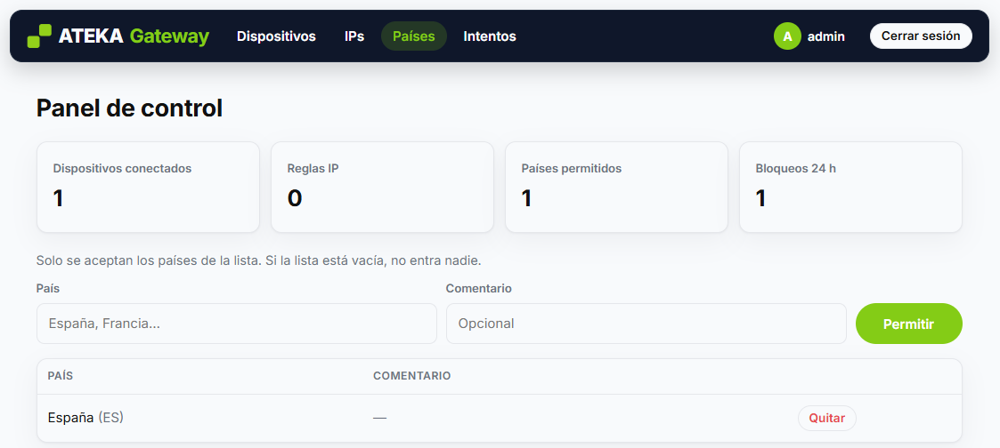 ATEKA Gateway Dispositivos IPs Países Intentos A admin Cerrar sesión
Panel de control
Dispositivos conectados Reglas IP Países permitidos Bloqueos 24 h
1 0 1 1
Solo se aceptan los países de la lista. Si la lista está vacía, no entra nadie.
País Comentario
España, Francia... Opcional Permitir
PAÍS COMENTARIO
España (ES) — Quitar